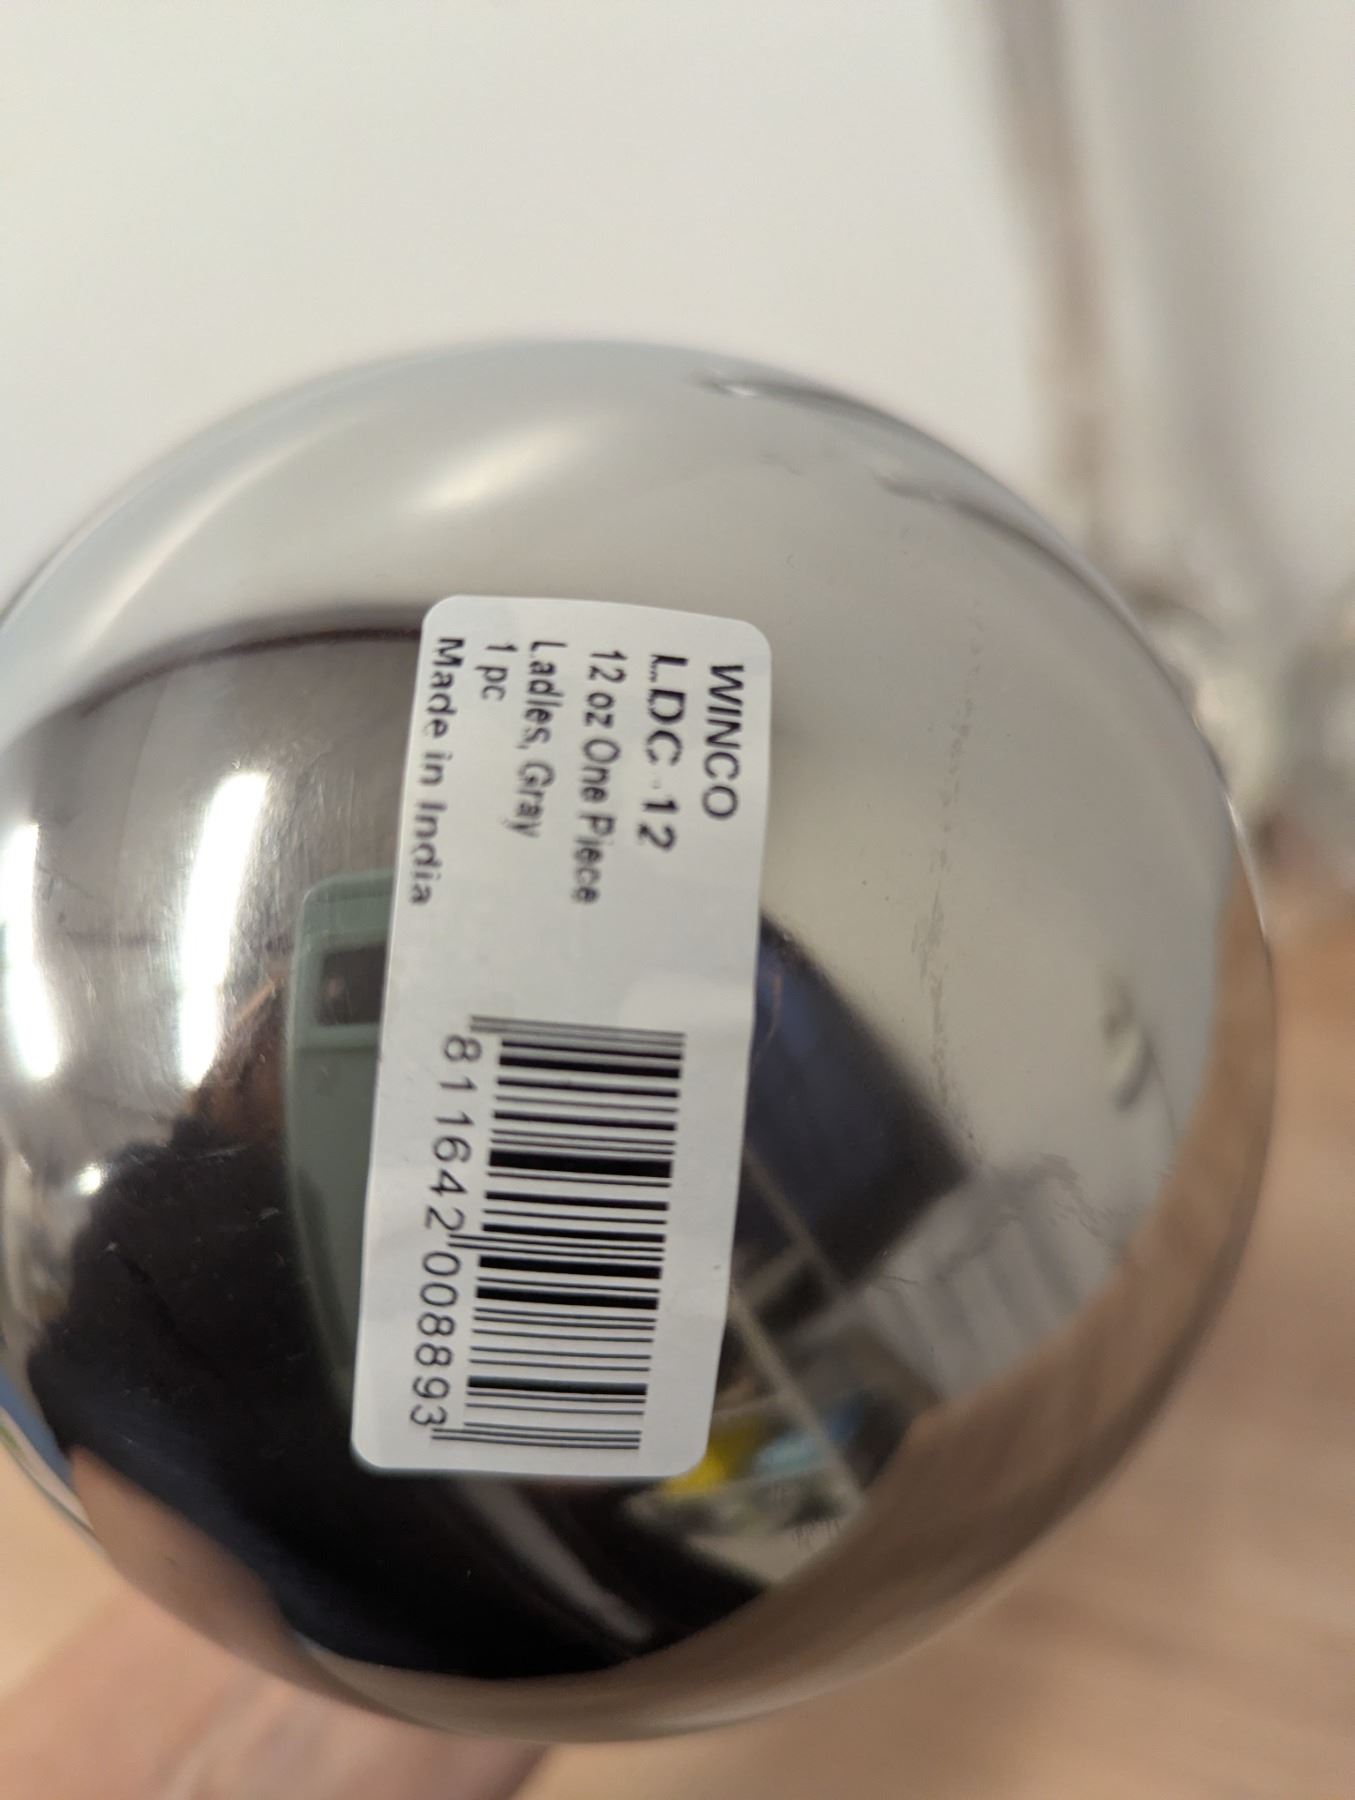 WINCO
LDC-12
12 oz One Piece
Ladles, Gray
1 pc
Made in India
811642008893